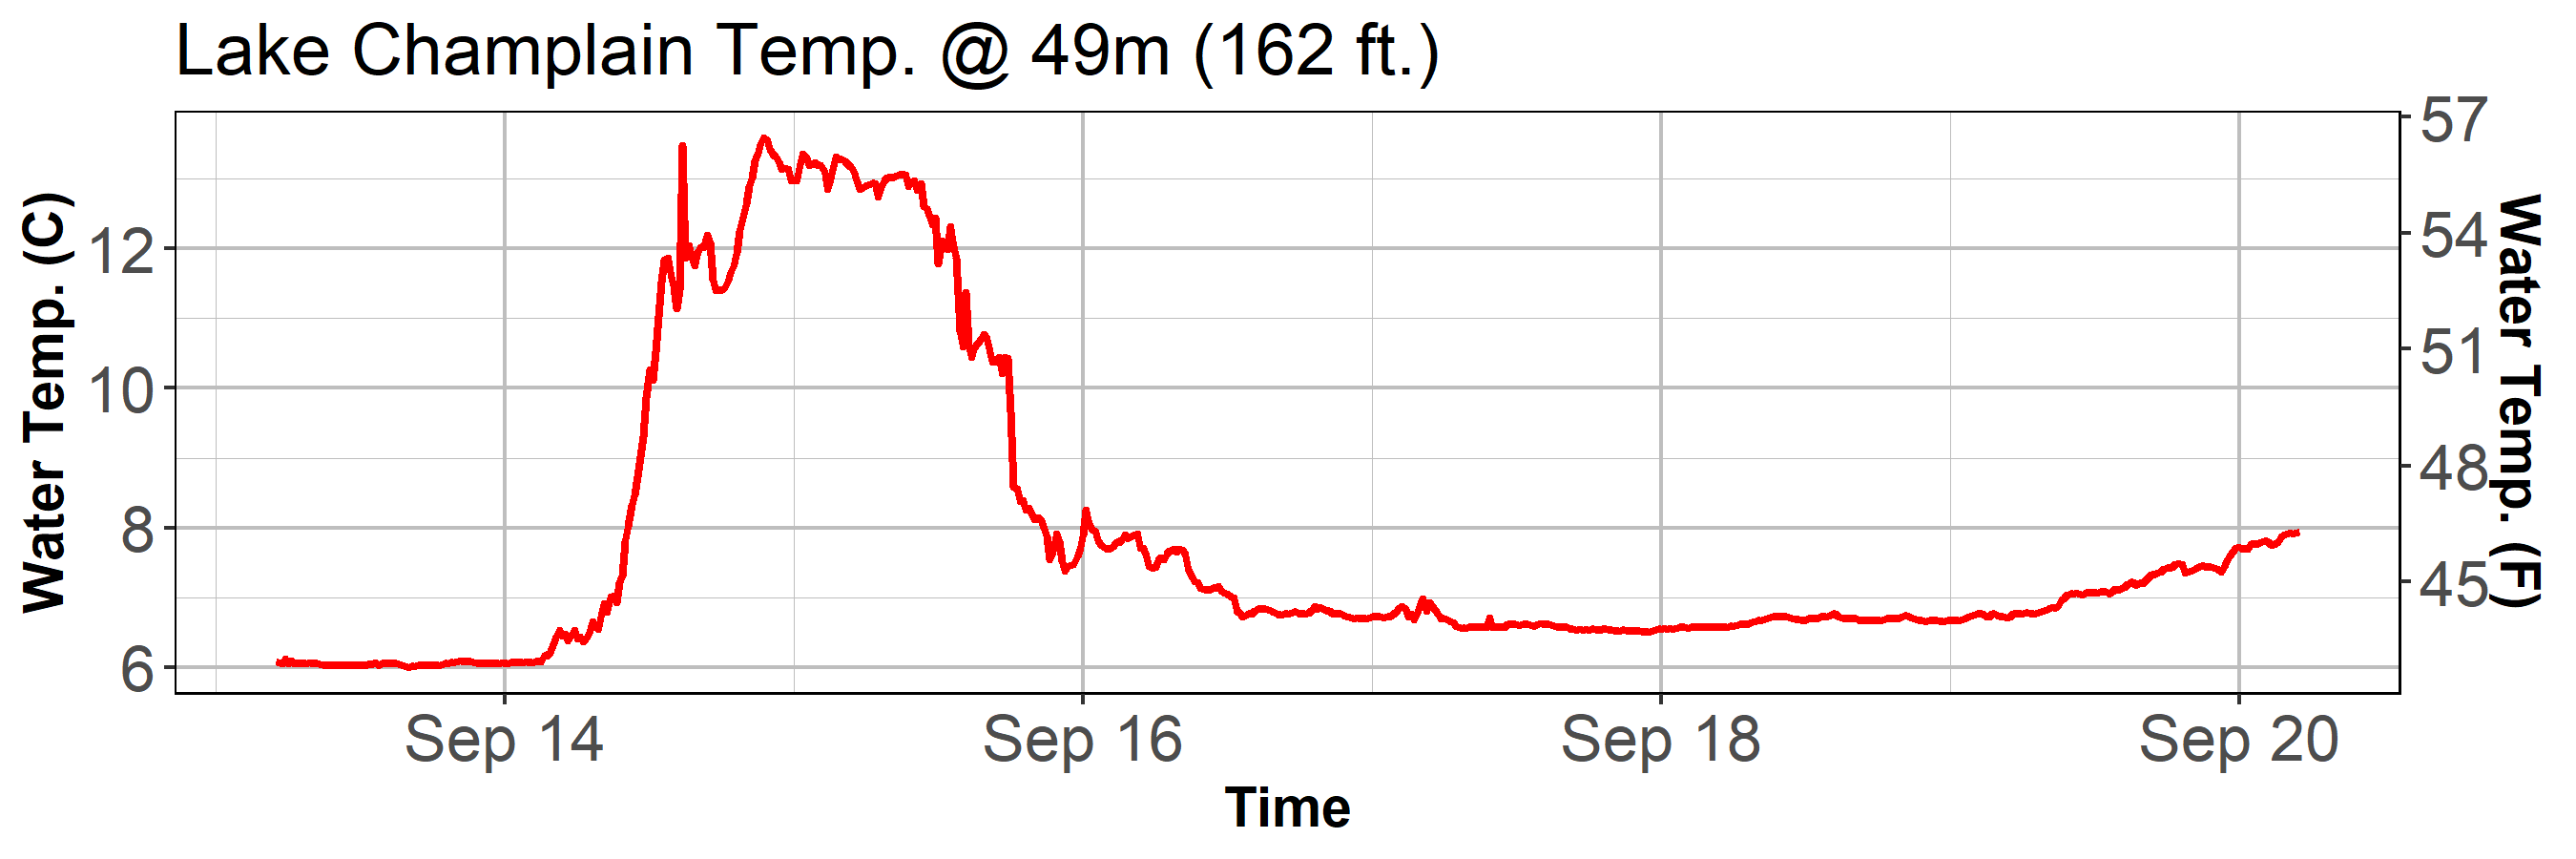 Lake Champlain Temp. @ 49m (162 ft.)
Water Temp. (C)
12
10
8
6
57
54
51
48
45
Water Temp. (F)
Sep 14
Sep 16
Sep 18
Sep 20
Time